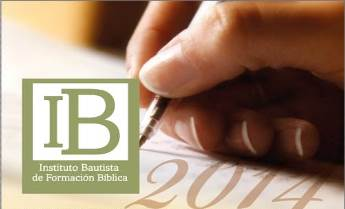 IB
Instituto Bautista
de Formación Bíblica
2014